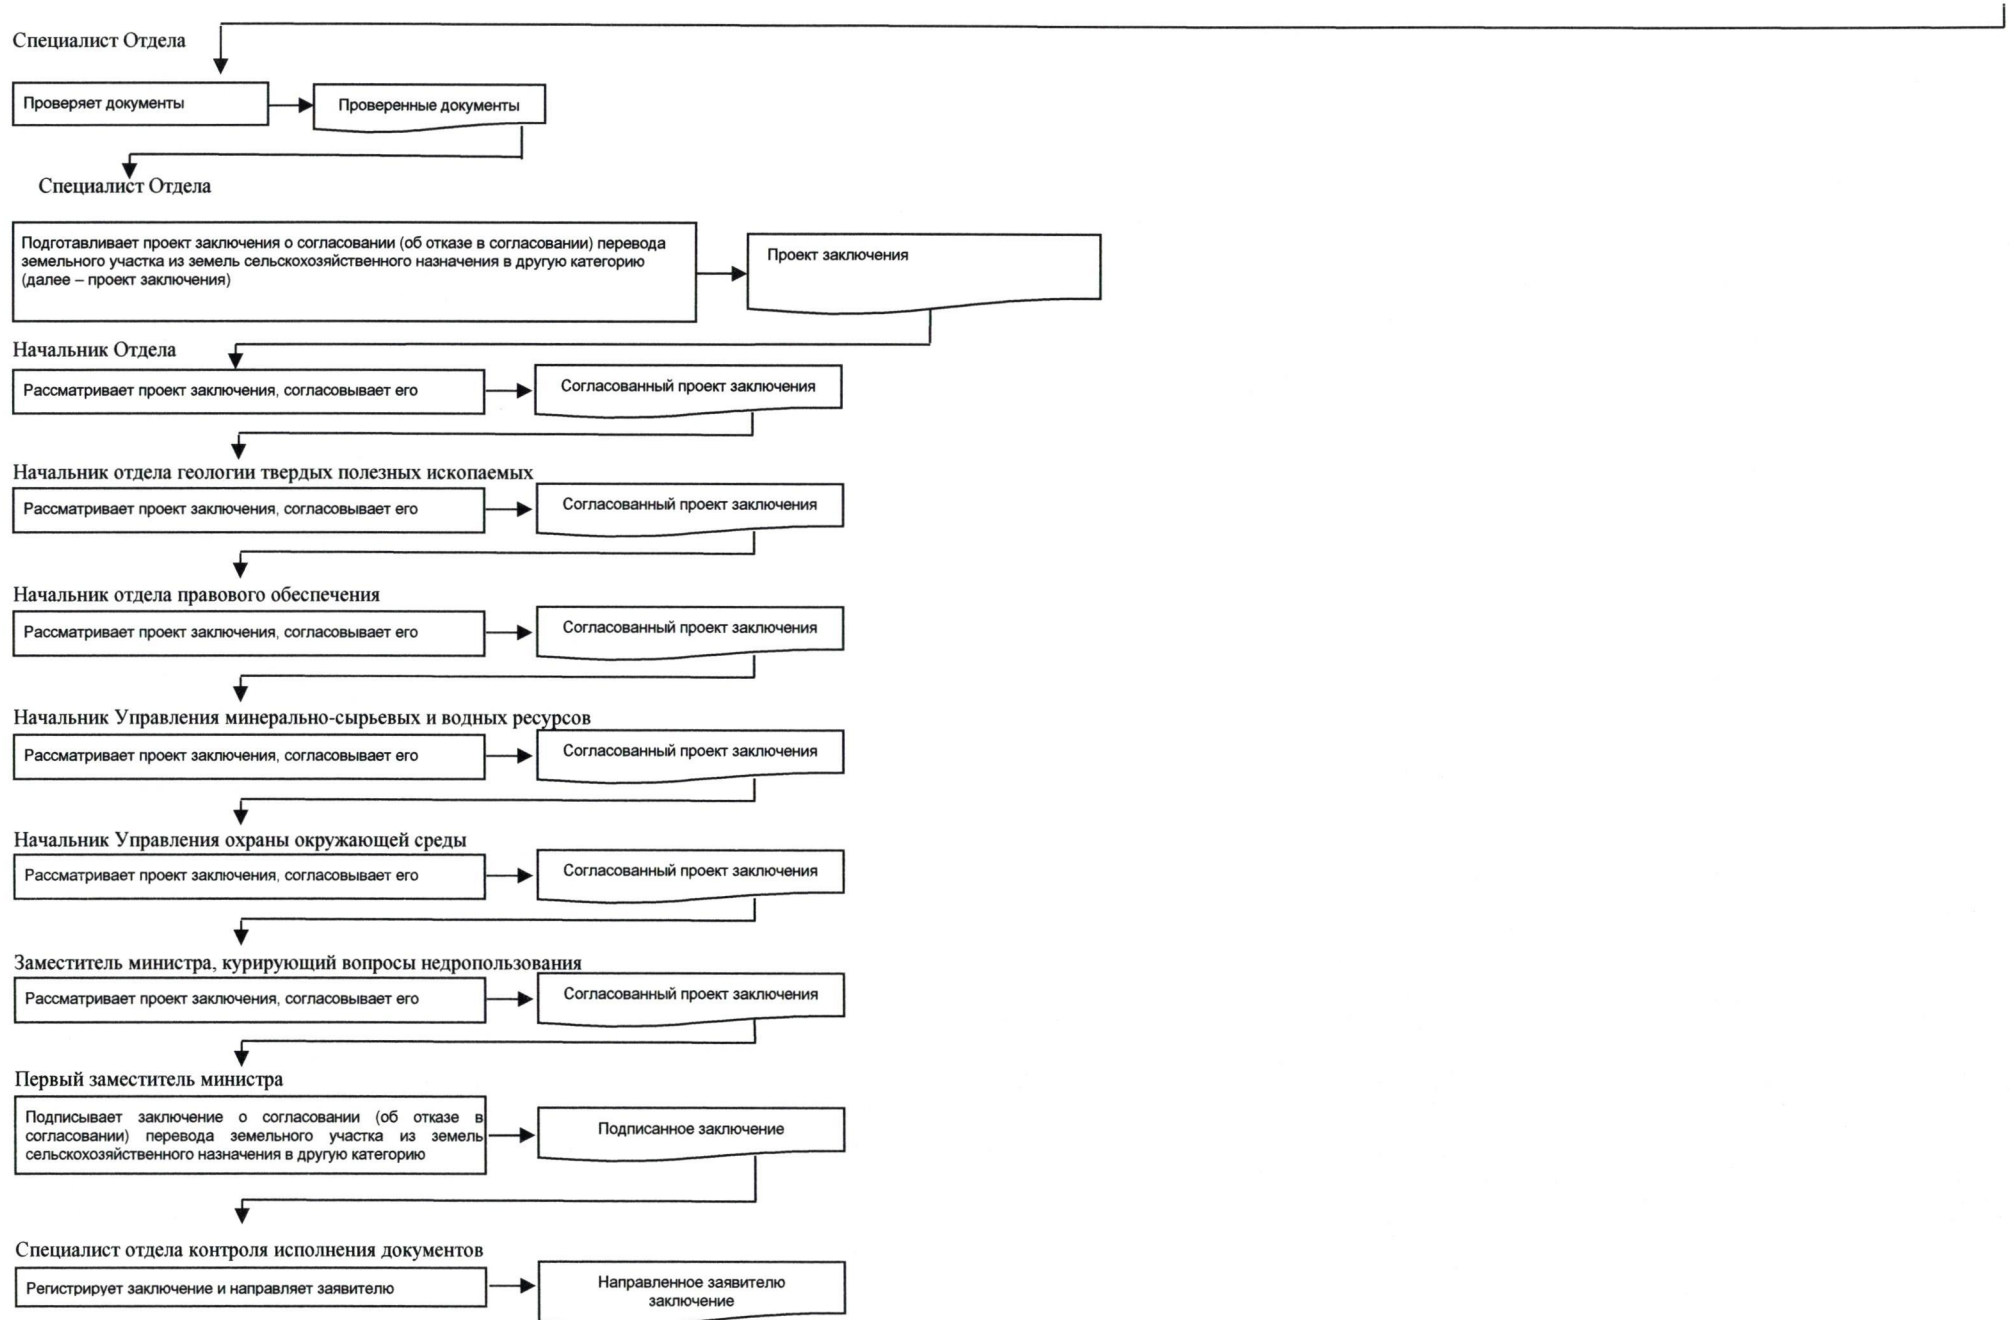 Специалист Отдела
Проверяет документы
Проверенные документы
Специалист Отдела
Подготавливает проект заключения о согласовании (об отказе в согласовании) перевода
земельного участка из земель сельскохозяйственного назначения в другую категорию
(далее – проект заключения)
Проект заключения
Начальник Отдела
Рассматривает проект заключения, согласовывает его
Согласованный проект заключения
Начальник отдела геологии твердых полезных ископаемых
Рассматривает проект заключения, согласовывает его
Согласованный проект заключения
Начальник отдела правового обеспечения
Рассматривает проект заключения, согласовывает его
Согласованный проект заключения
Начальник Управления минерально-сырьевых и водных ресурсов
Рассматривает проект заключения, согласовывает его
Согласованный проект заключения
Начальник Управления охраны окружающей среды
Рассматривает проект заключения, согласовывает его
Согласованный проект заключения
Заместитель министра, курирующий вопросы недропользования
Рассматривает проект заключения, согласовывает его
Согласованный проект заключения
Первый заместитель министра
Подписывает заключение о согласовании (об отказе в
согласовании) перевода земельного участка из земель
сельскохозяйственного назначения в другую категорию
Подписанное заключение
Специалист отдела контроля исполнения документов
Регистрирует заключение и направляет заявителю
Направленное заявителю
заключение